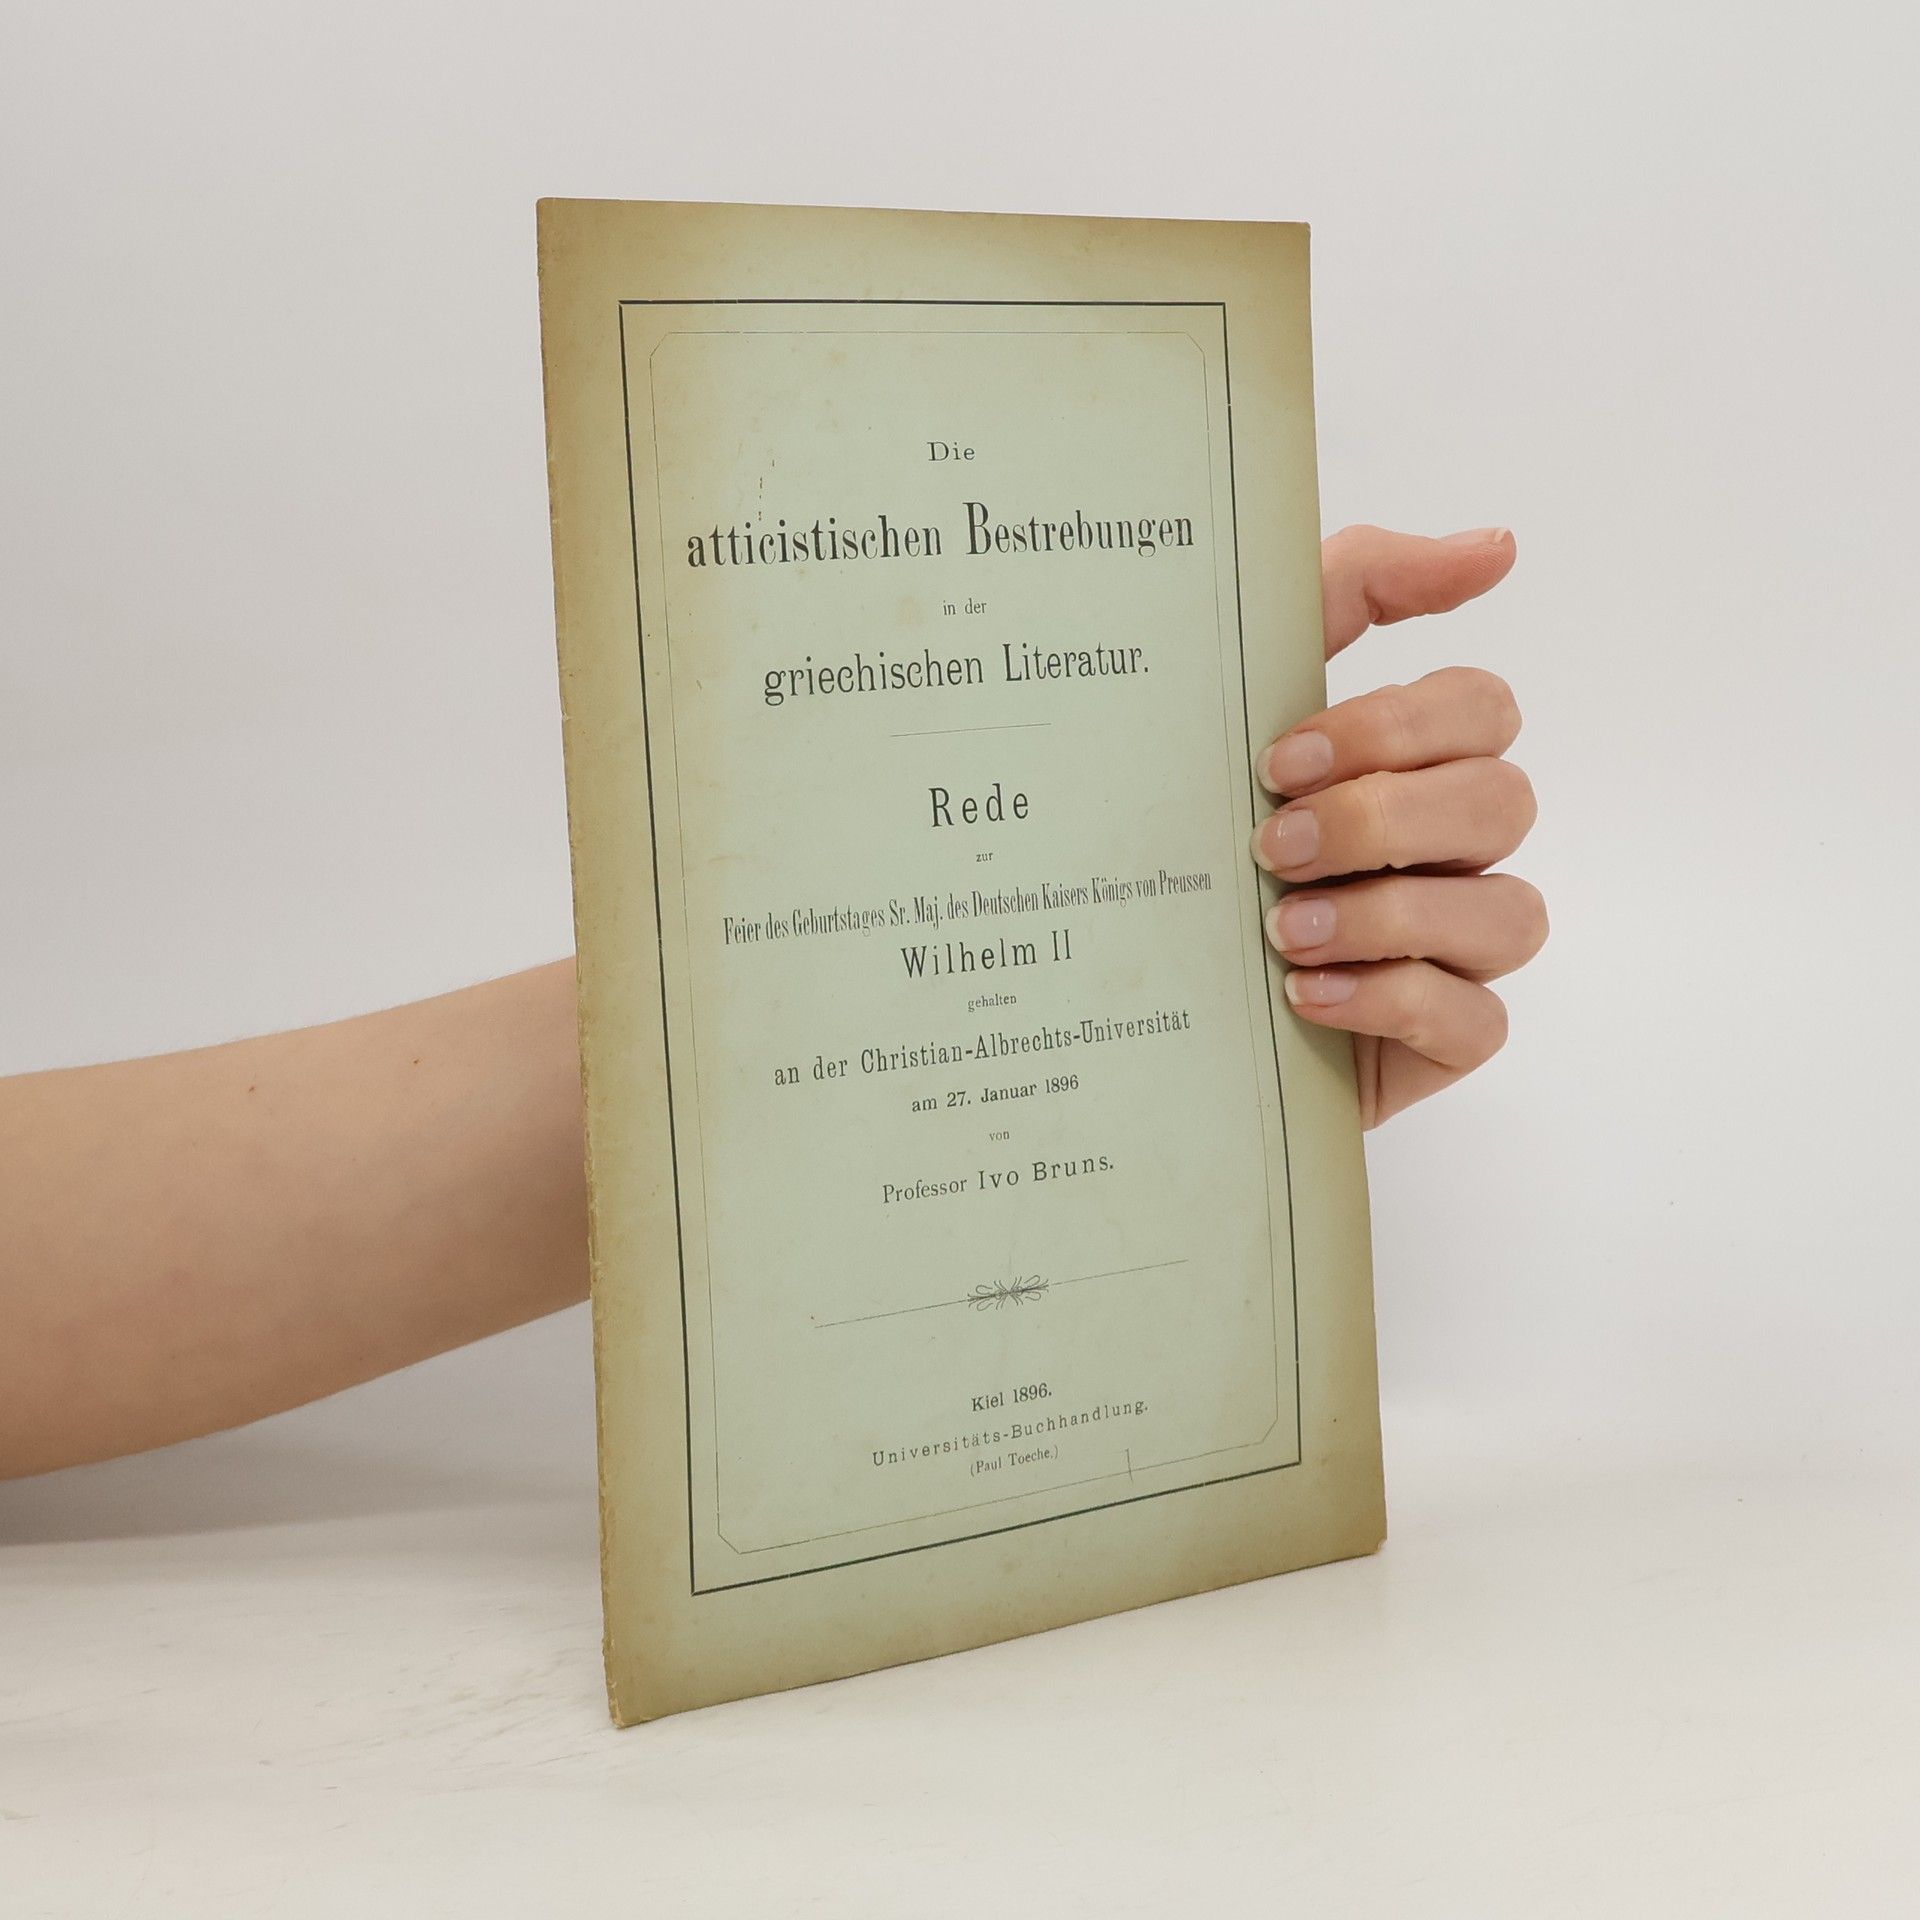 Die
atticistischen Bestrebungen
in der
griechischen Literatur.
Rede
zur
Feier des Geburtstages Sr. Maj. des Deutschen Kaisers Königs von Preussen
Wilhelm II
gehalten
an der Christian-Albrechts-Universität
am 27. Januar 1896
von
Professor Ivo Bruns.
Kiel 1896.
Universitäts-Buchhandlung.
(Paul Toeche.)